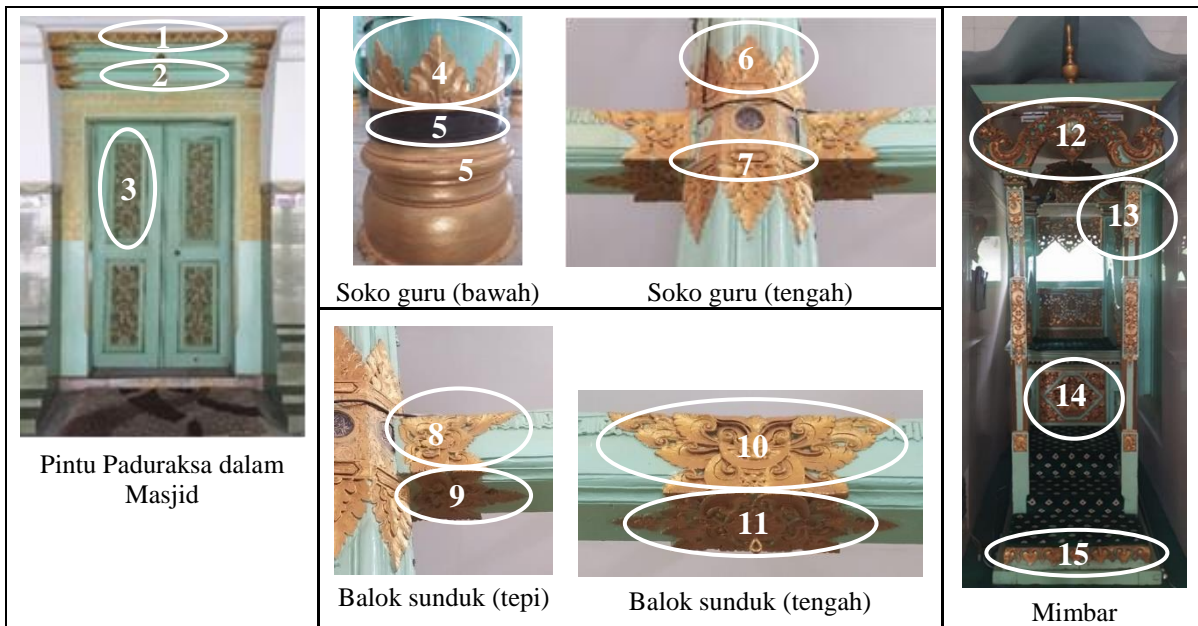 1
2
3
Pintu Paduraksa dalam
Masjid
4
5
5
Soko guru (bawah)
6
7
Soko guru (tengah)
8
9
Balok sunduk (tepi)
10
11
Balok sunduk (tengah)
12
13
14
15
Mimbar